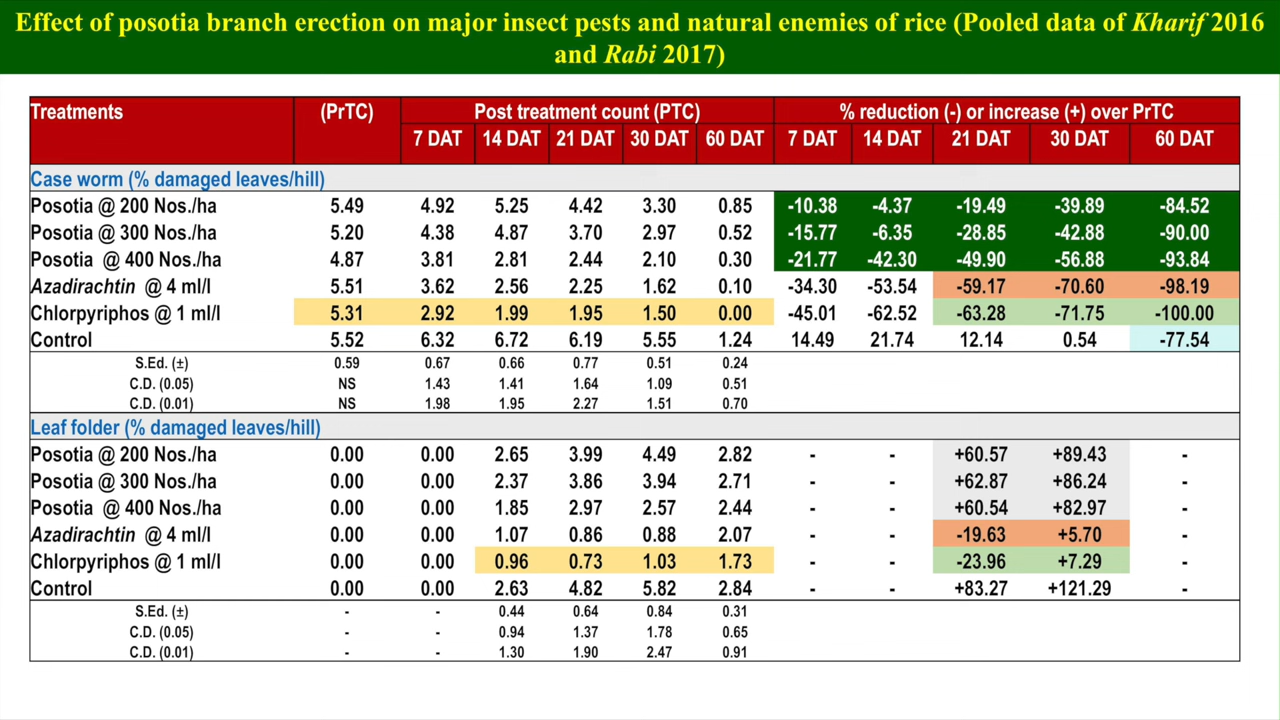 Effect of posotia branch erection on major insect pests and natural enemies of rice (Pooled data of Kharif 2016
and Rabi 2017)
Treatments (PrTC) Post treatment count (PTC) % reduction (-) or increase (+) over PrTC
7 DAT 14 DAT 21 DAT 30 DAT 60 DAT 7 DAT 14 DAT 21 DAT 30 DAT 60 DAT
Case worm (% damaged leaves/hill)
Posotia @ 200 Nos./ha 5.49 4.92 5.25 4.42 3.30 0.85 -10.38 -4.37 -19.49 -39.89 -84.52
Posotia @ 300 Nos./ha 5.20 4.38 4.87 3.70 2.97 0.52 -15.77 -6.35 -28.85 -42.88 -90.00
Posotia @ 400 Nos./ha 4.87 3.81 2.81 2.44 2.10 0.30 -21.77 -42.30 -49.90 -56.88 -93.84
Azadirachtin @ 4 ml/l 5.51 3.62 2.56 2.25 1.62 0.10 -34.30 -53.54 -59.17 -70.60 -98.19
Chlorpyriphos @ 1 ml/l 5.31 2.92 1.99 1.95 1.50 0.00 -45.01 -62.52 -63.28 -71.75 -100.00
Control 5.52 6.32 6.72 6.19 5.55 1.24 14.49 21.74 12.14 0.54 -77.54
S.Ed. (±) 0.59 0.67 0.66 0.77 0.51 0.24
C.D. (0.05) NS 1.43 1.41 1.64 1.09 0.51
C.D. (0.01) NS 1.98 1.95 2.27 1.51 0.70
Leaf folder (% damaged leaves/hill)
Posotia @ 200 Nos./ha 0.00 0.00 2.65 3.99 4.49 2.82 - - +60.57 +89.43 -
Posotia @ 300 Nos./ha 0.00 0.00 2.37 3.86 3.94 2.71 - - +62.87 +86.24 -
Posotia @ 400 Nos./ha 0.00 0.00 1.85 2.97 2.57 2.44 - - +60.54 +82.97 -
Azadirachtin @ 4 ml/l 0.00 0.00 1.07 0.86 0.88 2.07 - - -19.63 +5.70 -
Chlorpyriphos @ 1 ml/l 0.00 0.00 0.96 0.73 1.03 1.73 - - -23.96 +7.29 -
Control 0.00 0.00 2.63 4.82 5.82 2.84 - - +83.27 +121.29 -
S.Ed. (±) - - 0.44 0.64 0.84 0.31
C.D. (0.05) - - 0.94 1.37 1.78 0.65
C.D. (0.01) - - 1.30 1.90 2.47 0.91